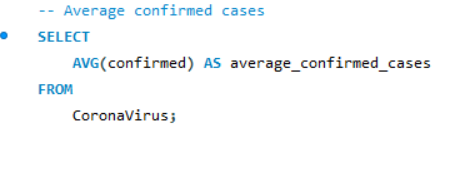 -- Average confirmed cases
SELECT
AVG(confirmed) AS average_confirmed_cases
FROM
CoronaVirus;